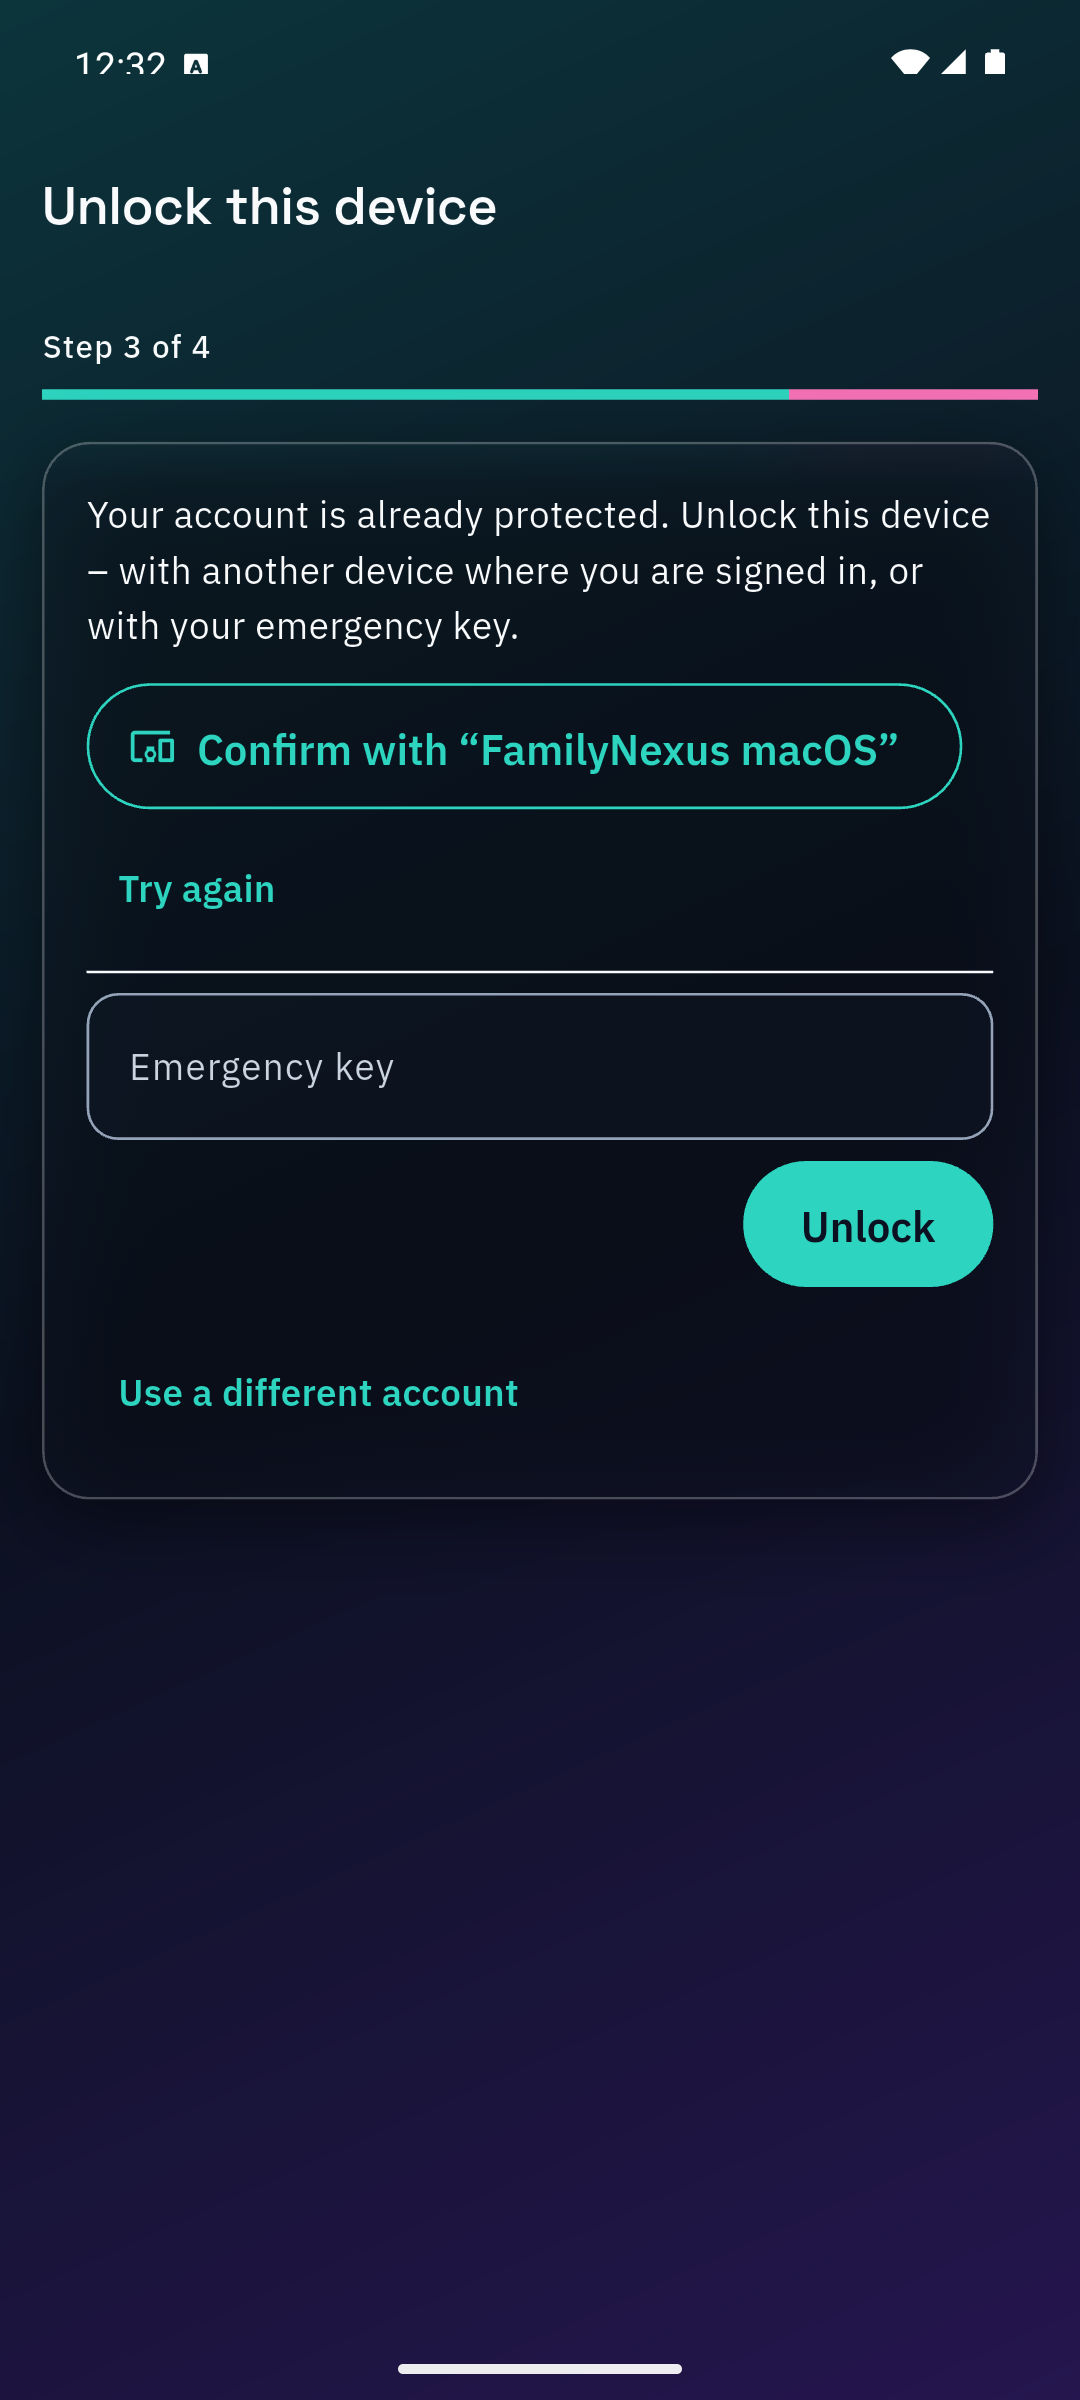 12:32
Unlock this device
Step 3 of 4
Your account is already protected. Unlock this device
– with another device where you are signed in, or
with your emergency key.
Confirm with “FamilyNexus macOS”
Try again
Emergency key
Unlock
Use a different account